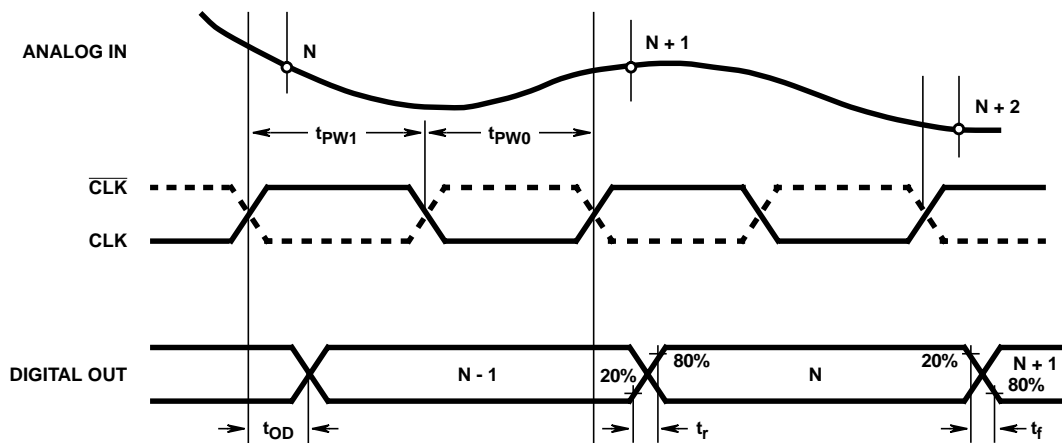 ANALOG IN
N
N + 1
N + 2
tPW1
tPW0
CLK
CLK
DIGITAL OUT
N - 1
20%
80%
N
20%
N + 1
80%
tOD
tr
tf